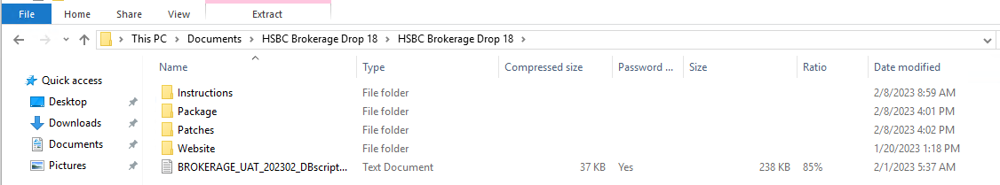 Extract
File Home Share View
This PC > Documents > HSBC Brokerage Drop 18 > HSBC Brokerage Drop 18 >
Name Type Compressed size Password ... Size Ratio Date modified
Quick access
Desktop
Downloads
Documents
Pictures
Instructions File folder 2/8/2023 8:59 AM
Package File folder 2/8/2023 4:01 PM
Patches File folder 2/8/2023 4:02 PM
Website File folder 1/20/2023 1:18 PM
BROKERAGE_UAT_202302_DBscript... Text Document 37 KB Yes 238 KB 85% 2/1/2023 5:37 AM